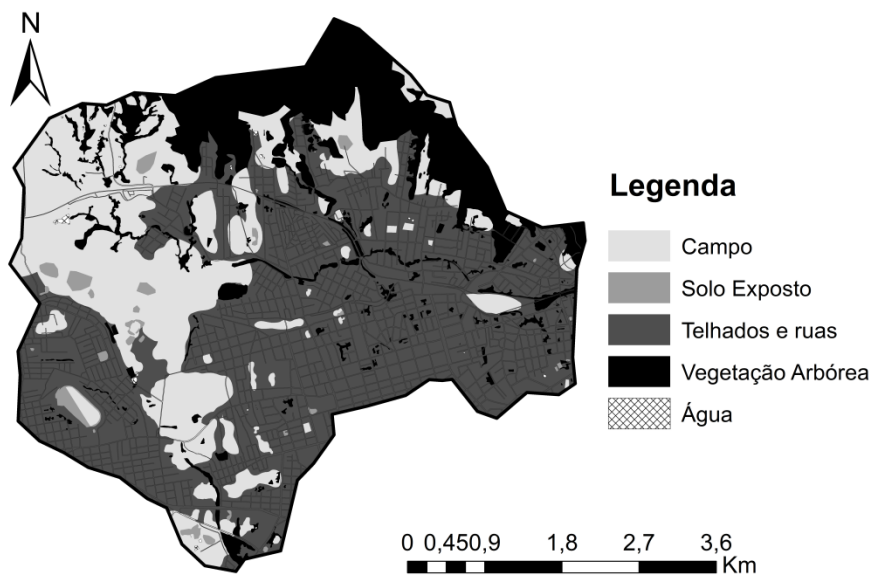 N
Legenda
Campo
Solo Exposto
Telhados e ruas
Vegetação Arbórea
Água
0 0,450,9 1,8 2,7 3,6
Km